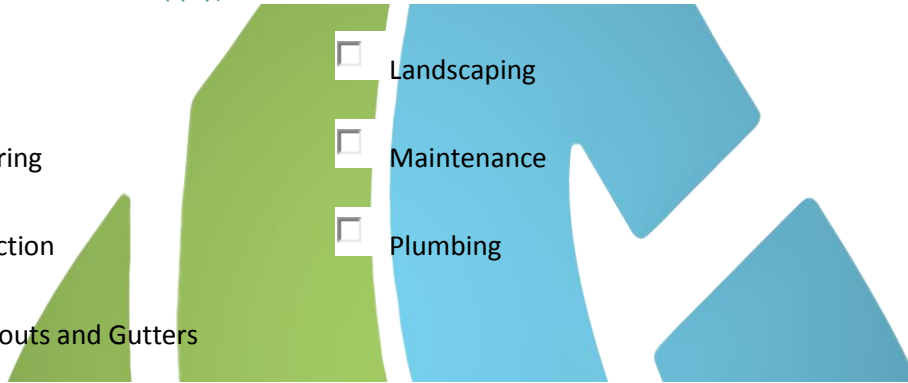 Landscaping
ring
Maintenance
ction
Plumbing
outs and Gutters